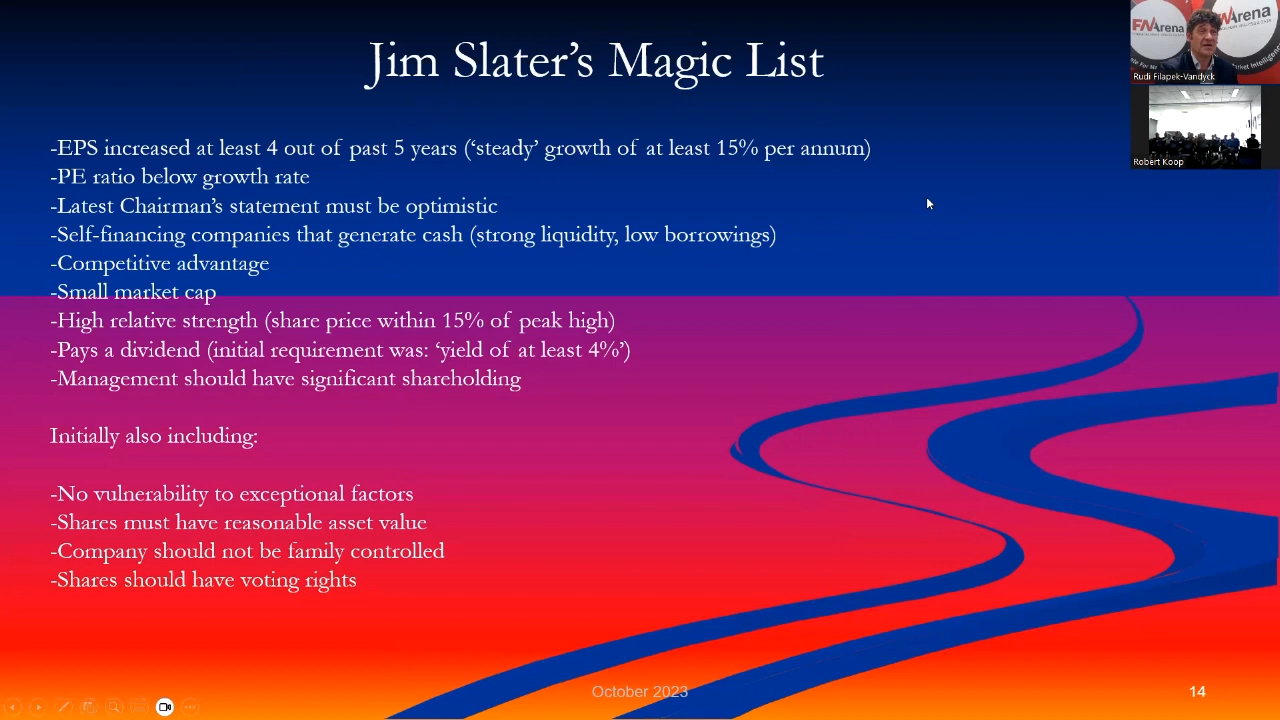 Jim Slater’s Magic List
-EPS increased at least 4 out of past 5 years (‘steady’ growth of at least 15% per annum)
-PE ratio below growth rate
-Latest Chairman’s statement must be optimistic
-Self-financing companies that generate cash (strong liquidity, low borrowings)
-Competitive advantage
-Small market cap
-High relative strength (share price within 15% of peak high)
-Pays a dividend (initial requirement was: ‘yield of at least 4%’)
-Management should have significant shareholding
Initially also including:
-No vulnerability to exceptional factors
-Shares must have reasonable asset value
-Company should not be family controlled
-Shares should have voting rights
October 2023
14
FNArena
Arena
Rudi Filapek-Vandyck
Robert Koop